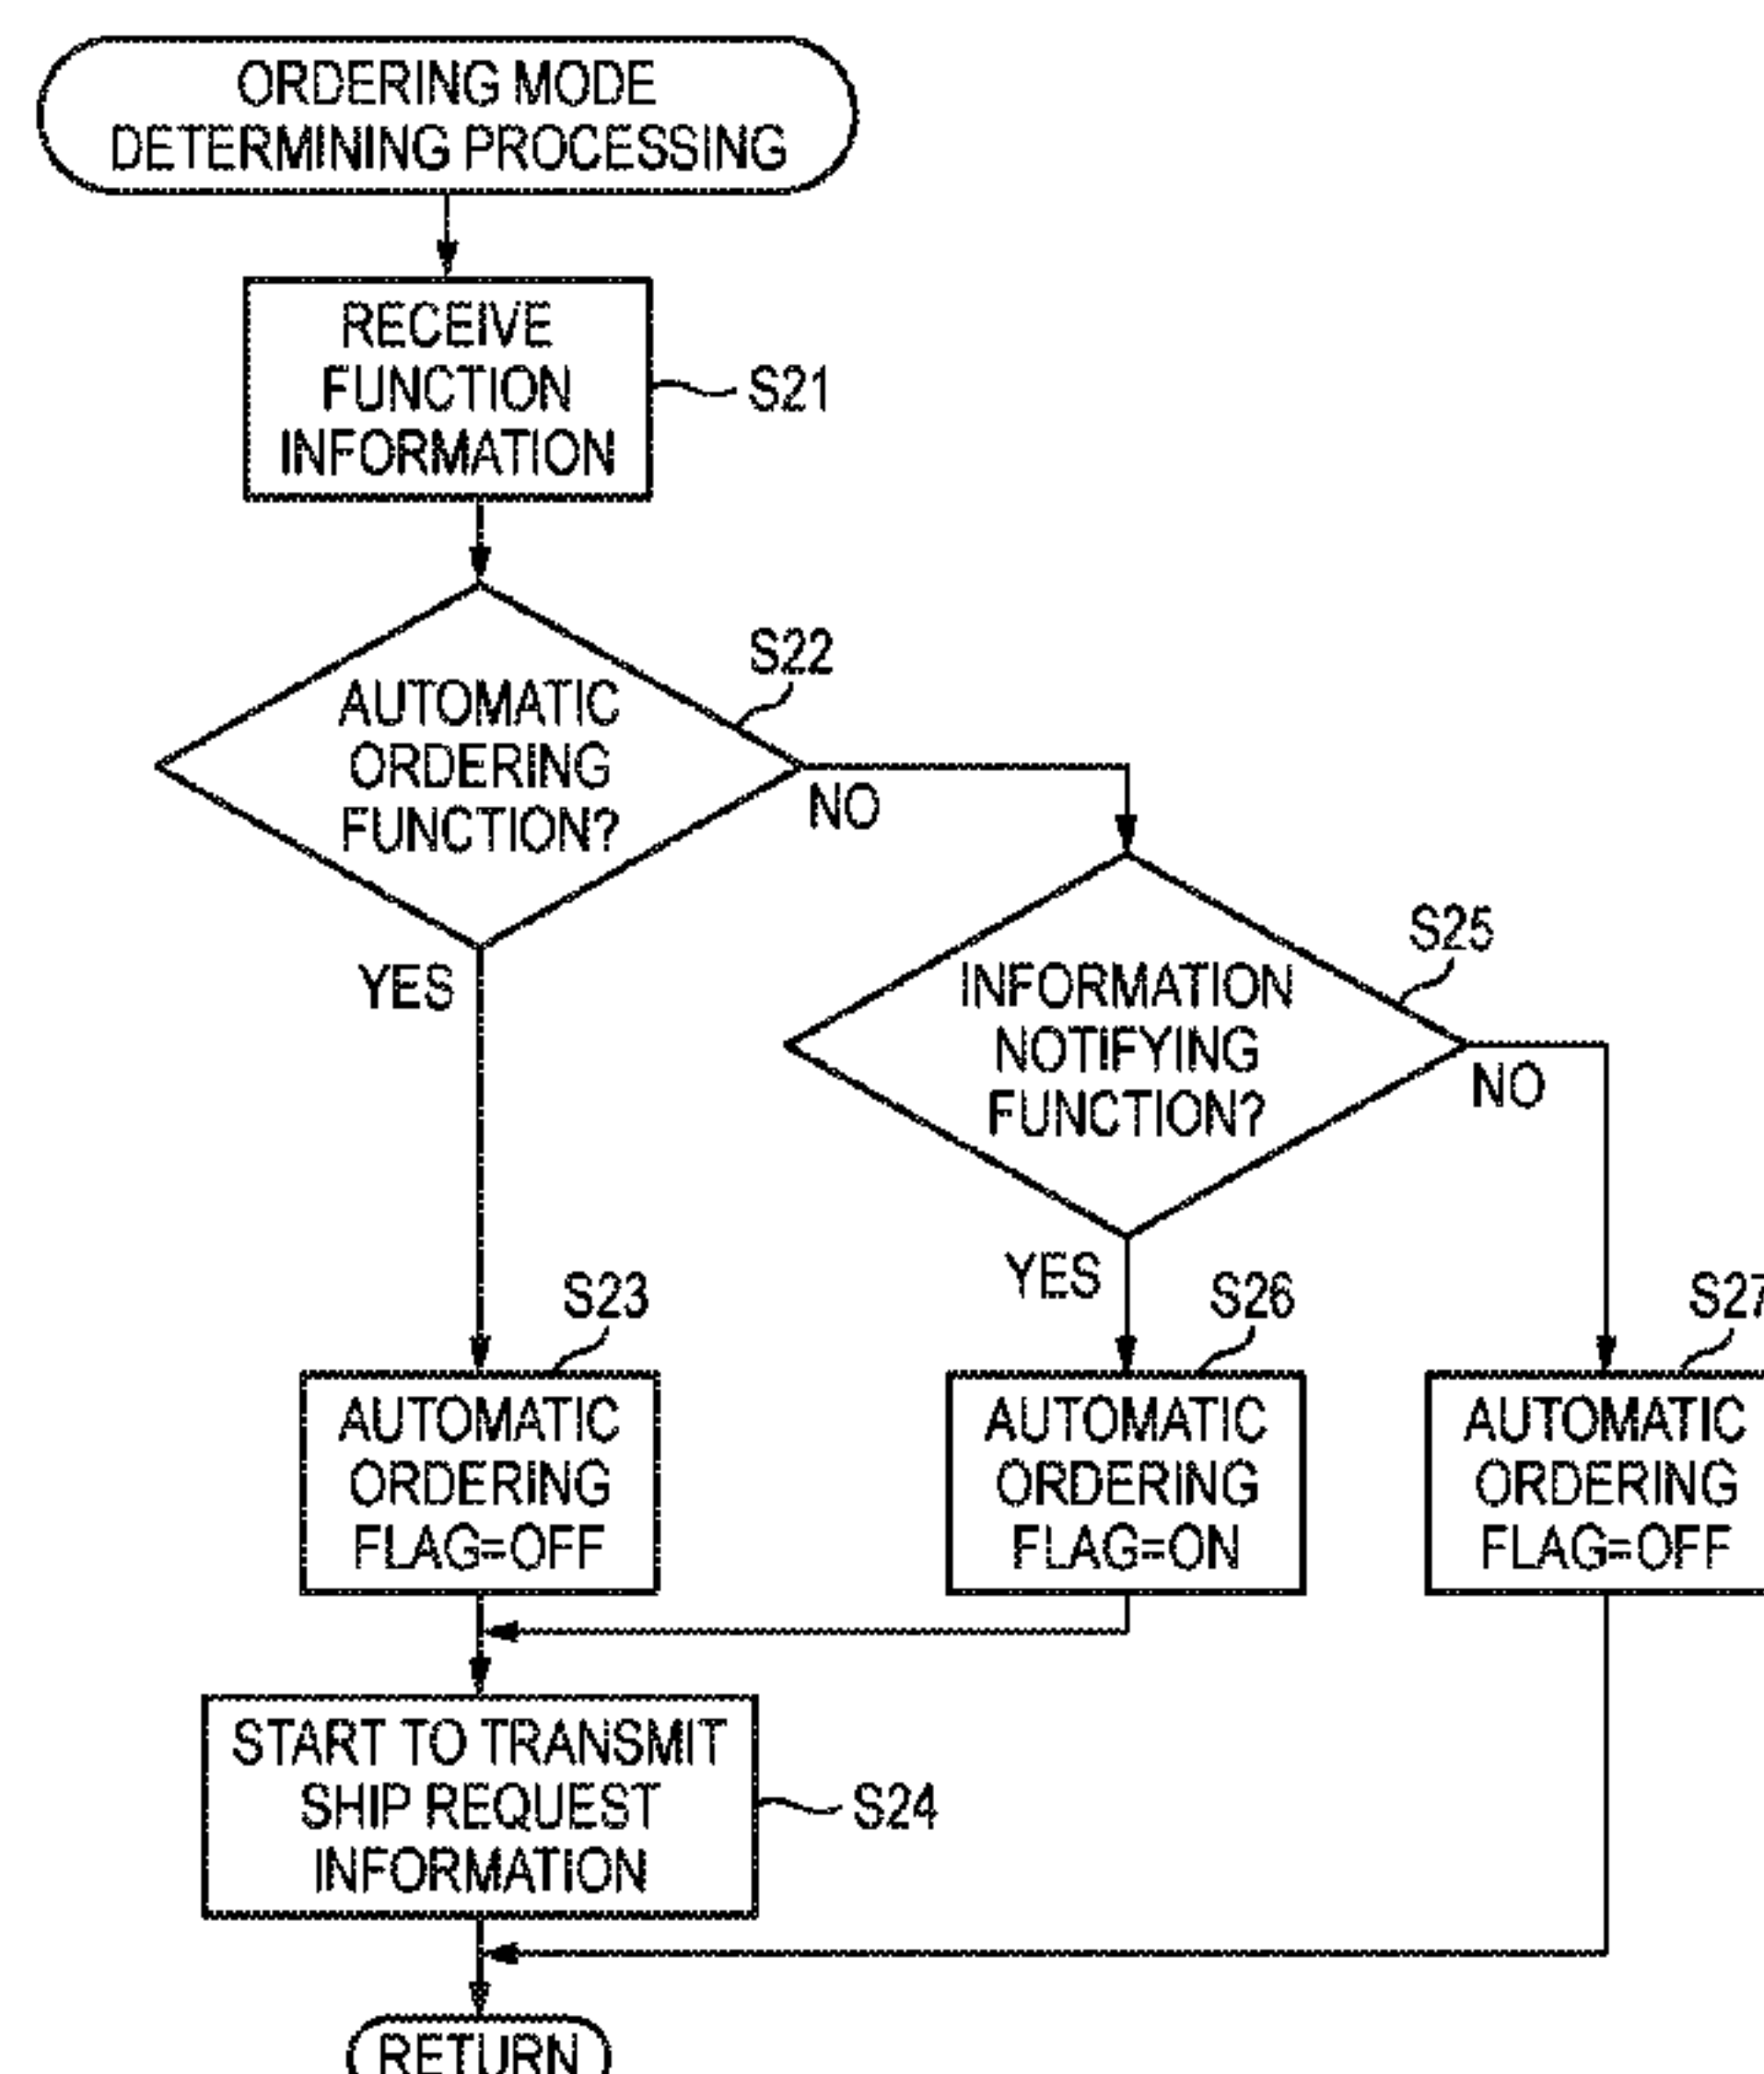 ORDERING MODE
DETERMINING PROCESSING
RECEIVE
FUNCTION
INFORMATION
S21
S22
AUTOMATIC
ORDERING
FUNCTION?
NO
YES
S25
INFORMATION
NOTIFYING
FUNCTION?
NO
YES
S23
AUTOMATIC
ORDERING
FLAG=OFF
S26
AUTOMATIC
ORDERING
FLAG=ON
S27
AUTOMATIC
ORDERING
FLAG=OFF
START TO TRANSMIT
SHIP REQUEST
INFORMATION
S24
RETURN